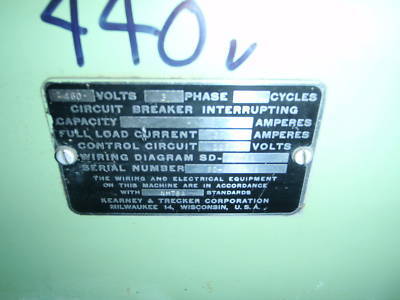 440v
VOLTS 3 PHASE CYCLES
CIRCUIT BREAKER INTERRUPTING
CAPACITY AMPERES
FULL LOAD CURRENT AMPERES
CONTROL CIRCUIT VOLTS
WIRING DIAGRAM SD-
SERIAL NUMBER
THE WIRING AND ELECTRICAL EQUIPMENT
ON THIS MACHINE ARE IN ACCORDANCE
WITH STANDARDS
KEARNEY & TRECKER CORPORATION
MILWAUKEE 14, WISCONSIN, U.S.A.